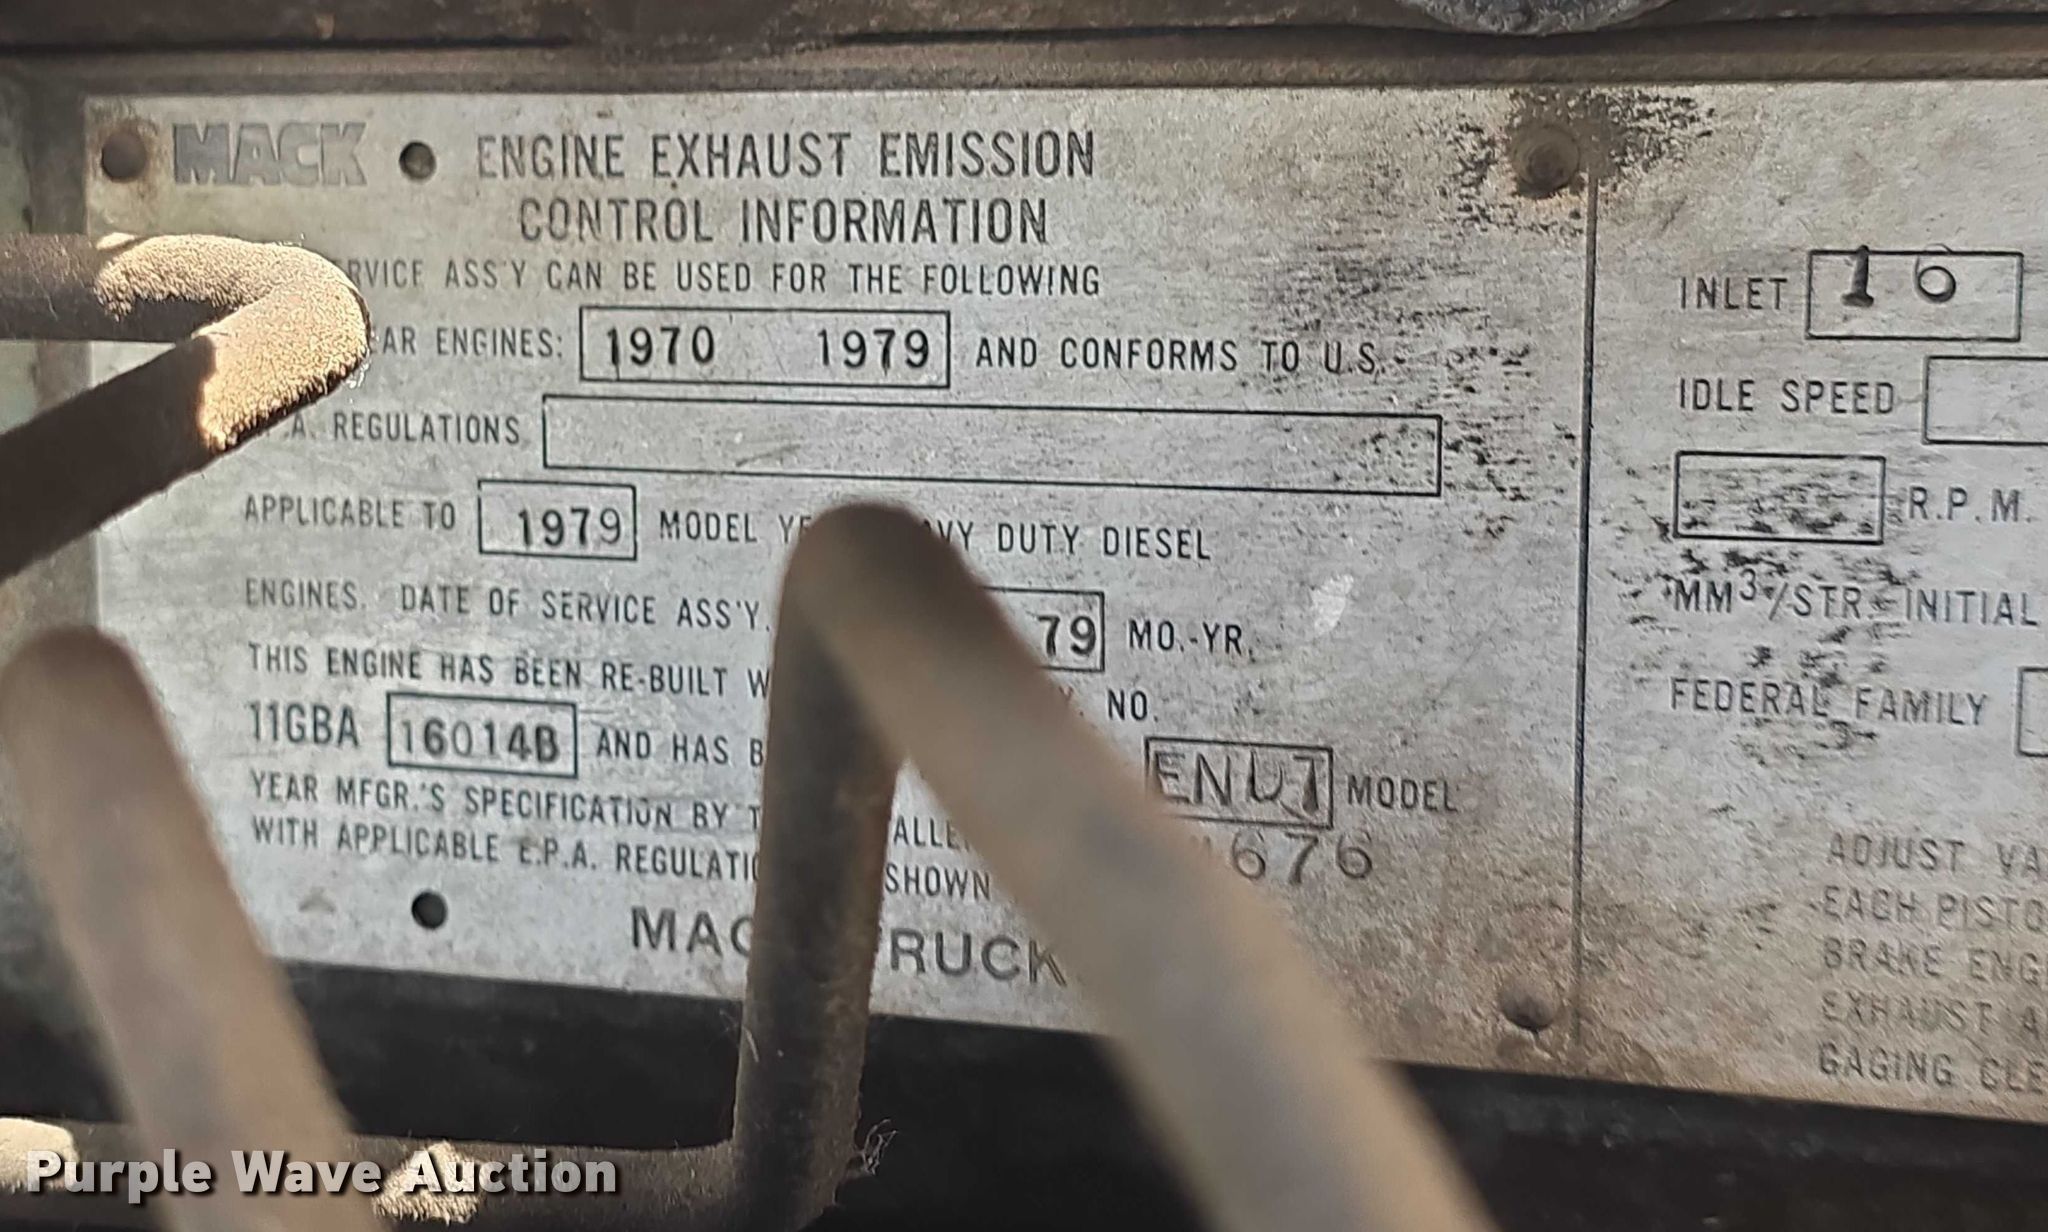 MACK ENGINE EXHAUST EMISSION
CONTROL INFORMATION
RVICE ASS'Y CAN BE USED FOR THE FOLLOWING
AR ENGINES: 1970 1979 AND CONFORMS TO U.S.
.A. REGULATIONS
APPLICABLE TO 1979 MODEL YE VY DUTY DIESEL
ENGINES. DATE OF SERVICE ASS'Y. 79 MO.-YR.
THIS ENGINE HAS BEEN RE-BUILT W Y. NO.
11GBA 16014B AND HAS B ENUT MODEL
YEAR MFGR.'S SPECIFICATION BY T ALLE 676
WITH APPLICABLE E.P.A. REGULATIO SHOWN
MAC RUCK
INLET 16
IDLE SPEED
R.P.M.
MM³/STR. INITIAL
FEDERAL FAMILY
ADJUST VA
EACH PISTO
BRAKE ENG
EXHAUST A
GAGING CLE
Purple Wave Auction